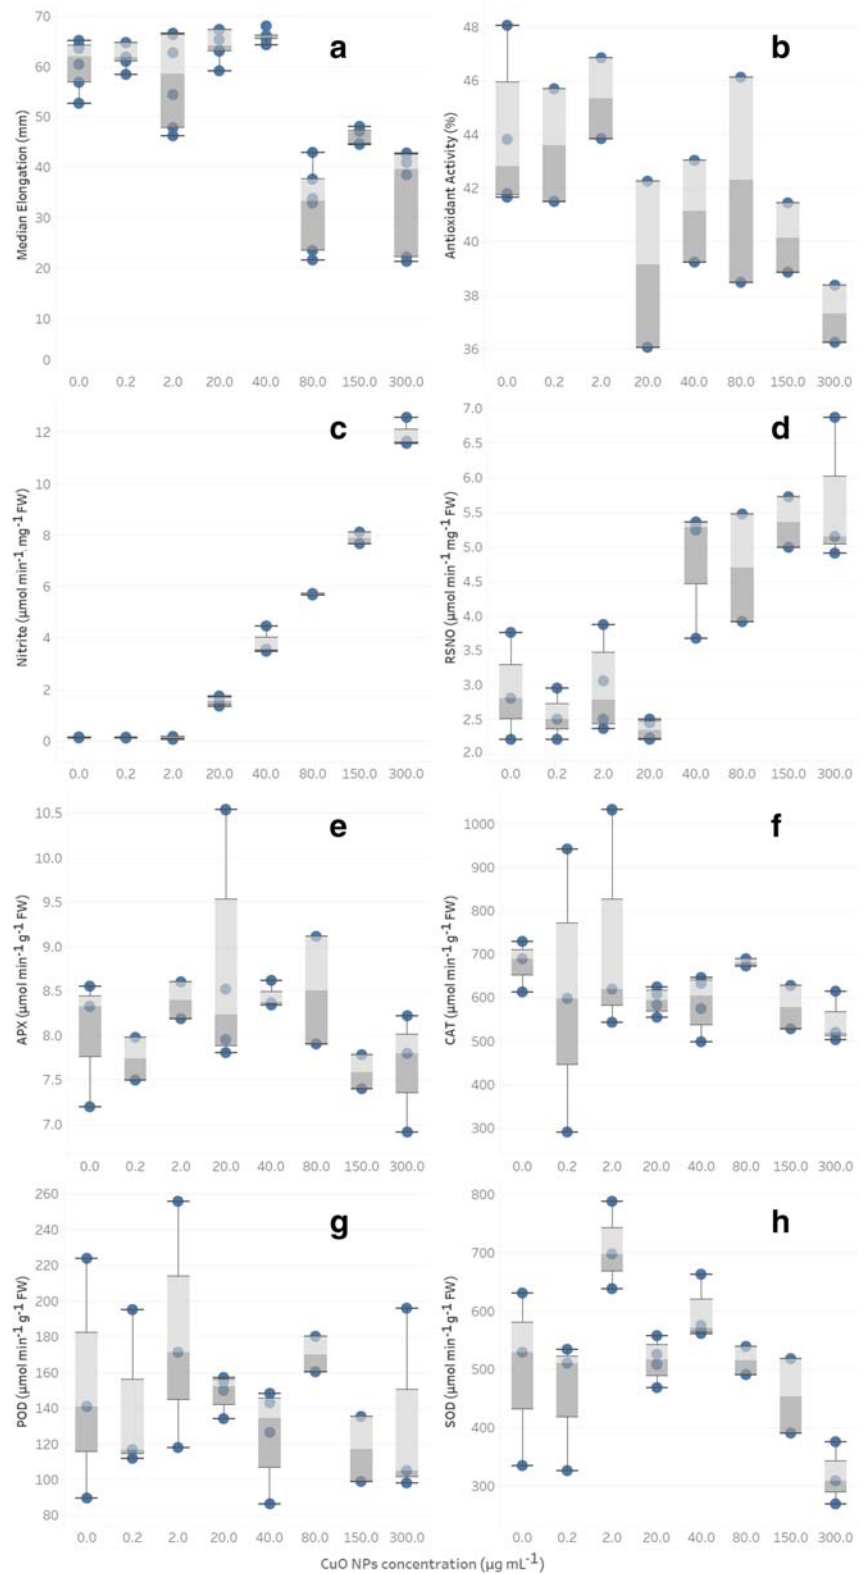 a
Median Elongation (mm)
70
60
50
40
30
20
10
0
0.0 0.2 2.0 20.0 40.0 80.0 150.0 300.0
b
Antioxidant Activity (%)
48
46
44
42
40
38
36
0.0 0.2 2.0 20.0 40.0 80.0 150.0 300.0
c
Nitrite (µmol min⁻¹ mg⁻¹ FW)
12
10
8
6
4
2
0
0.0 0.2 2.0 20.0 40.0 80.0 150.0 300.0
d
RSNO (µmol min⁻¹ mg⁻¹ FW)
7.0
6.5
6.0
5.5
5.0
4.5
4.0
3.5
3.0
2.5
2.0
0.0 0.2 2.0 20.0 40.0 80.0 150.0 300.0
e
APX (µmol min⁻¹ g⁻¹ FW)
10.5
10.0
9.5
9.0
8.5
8.0
7.5
7.0
0.0 0.2 2.0 20.0 40.0 80.0 150.0 300.0
f
CAT (µmol min⁻¹ g⁻¹ FW)
1000
900
800
700
600
500
400
300
0.0 0.2 2.0 20.0 40.0 80.0 150.0 300.0
g
POD (µmol min⁻¹ g⁻¹ FW)
260
240
220
200
180
160
140
120
100
80
0.0 0.2 2.0 20.0 40.0 80.0 150.0 300.0
h
SOD (µmol min⁻¹g⁻¹ FW)
800
700
600
500
400
300
0.0 0.2 2.0 20.0 40.0 80.0 150.0 300.0
CuO NPs concentration (µg mL⁻¹)